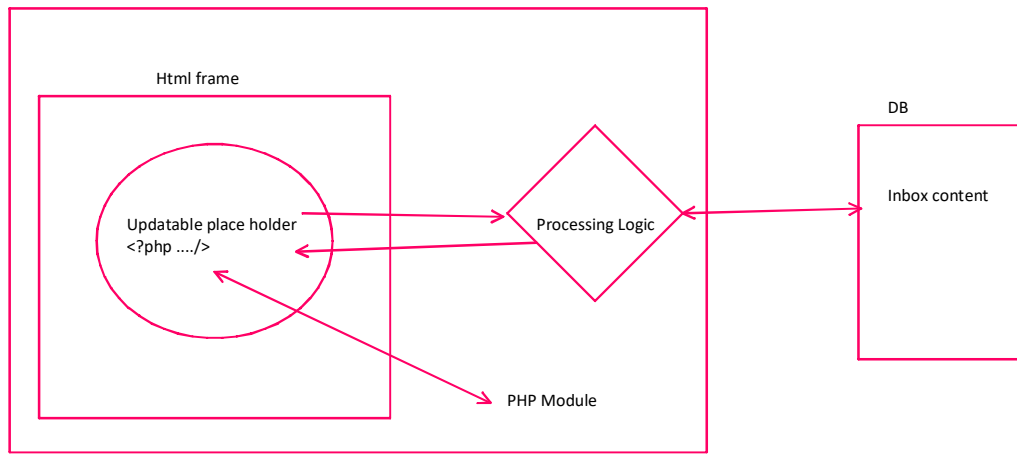 Html frame
DB
Inbox content
Updatable place holder
<?php ..../>
Processing Logic
PHP Module